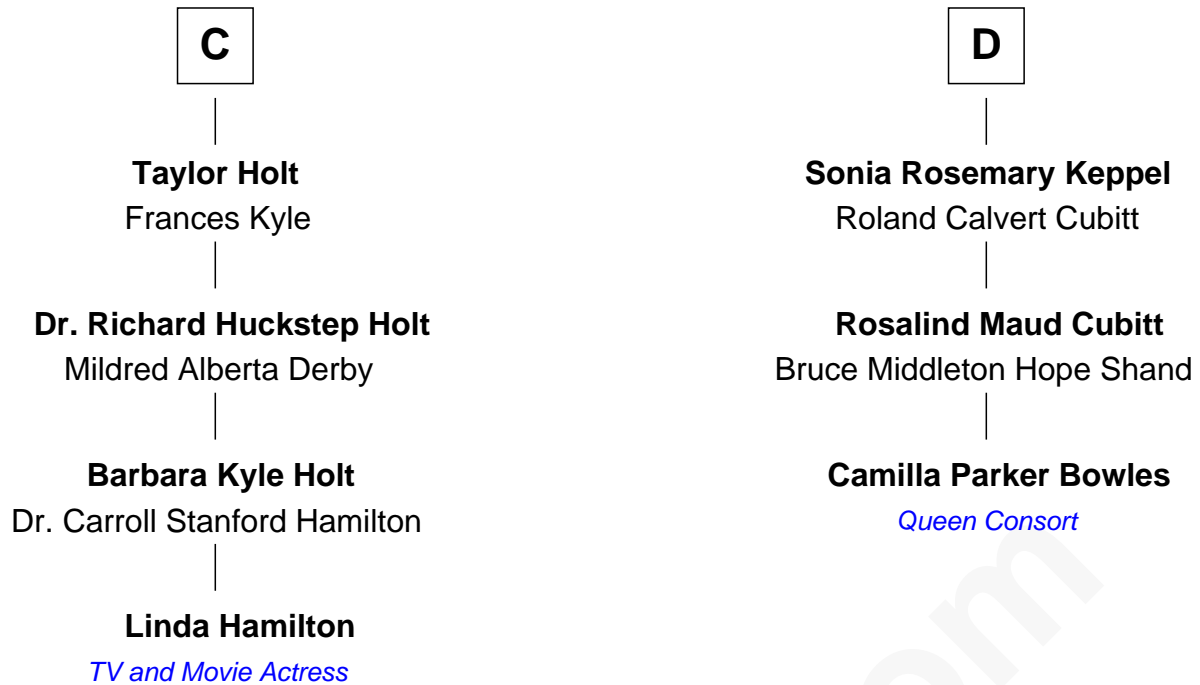 C
Taylor Holt
Frances Kyle
Dr. Richard Huckstep Holt
Mildred Alberta Derby
Barbara Kyle Holt
Dr. Carroll Stanford Hamilton
Linda Hamilton
TV and Movie Actress
D
Sonia Rosemary Keppel
Roland Calvert Cubitt
Rosalind Maud Cubitt
Bruce Middleton Hope Shand
Camilla Parker Bowles
Queen Consort
om